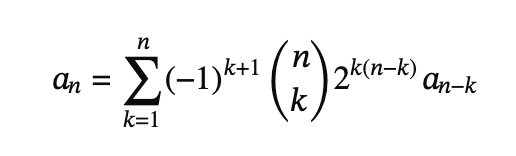 a_n = \sum_{k=1}^{n} (-1)^{k+1} \binom{n}{k} 2^{k(n-k)} a_{n-k}